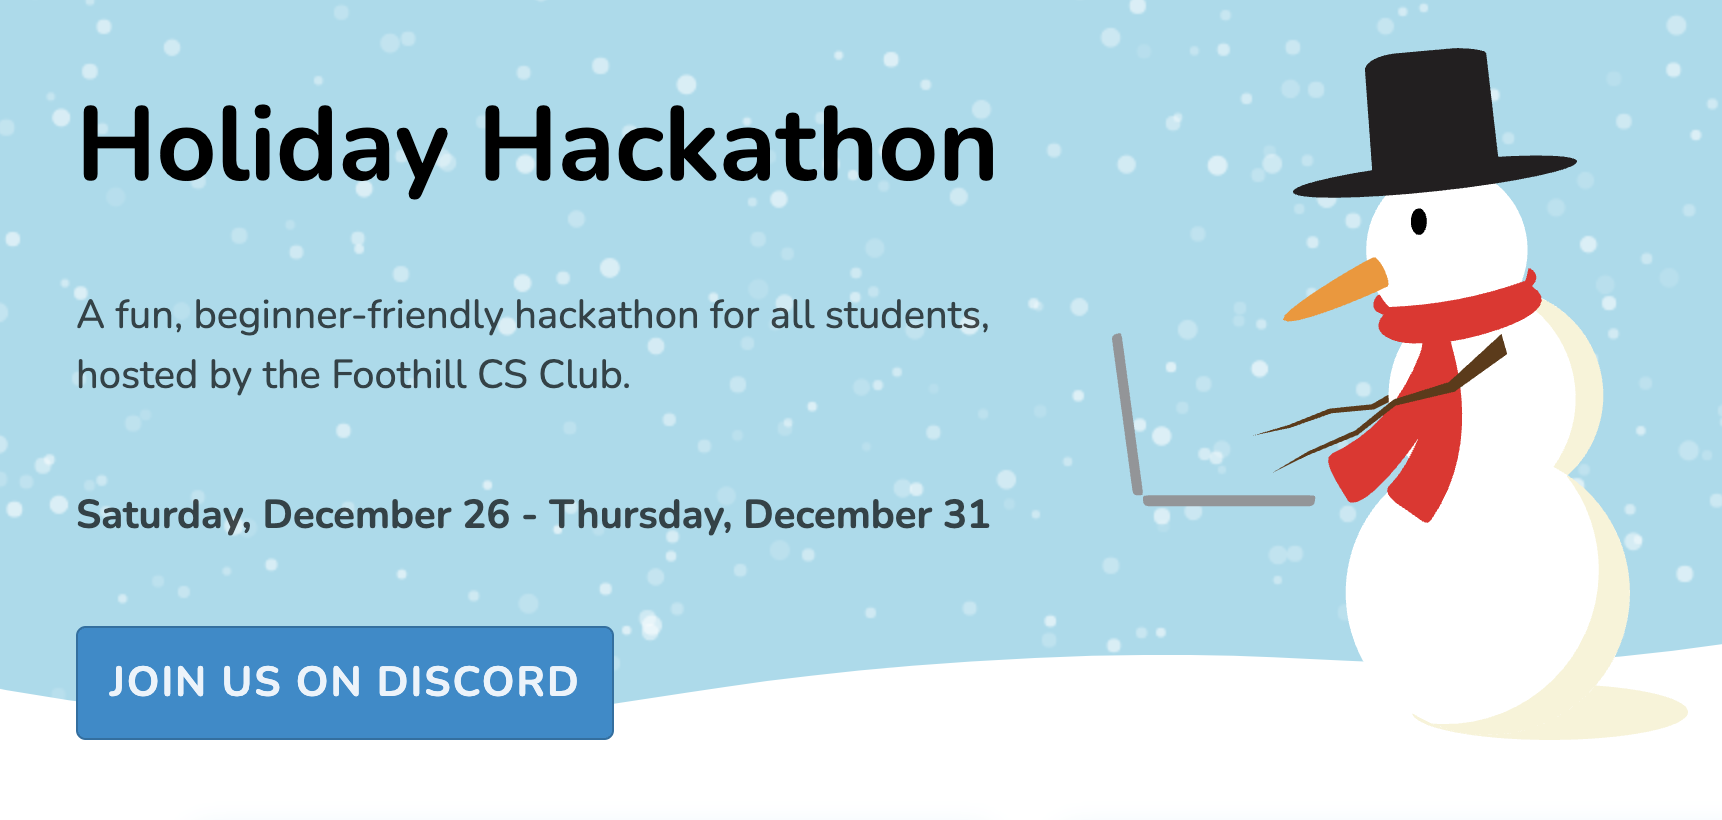 Holiday Hackathon
A fun, beginner-friendly hackathon for all students,
hosted by the Foothill CS Club.
Saturday, December 26 - Thursday, December 31
JOIN US ON DISCORD